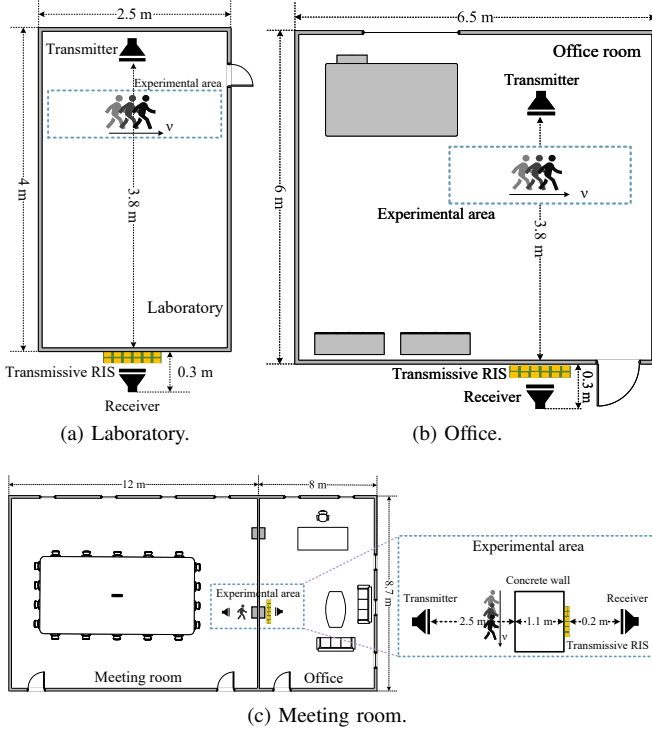 2.5 m
Transmitter
Experimental area
v
4 m
3.8 m
Laboratory
Transmissive RIS
0.3 m
Receiver
(a) Laboratory.
6.5 m
Office room
Transmitter
6 m
v
Experimental area
3.8 m
Transmissive RIS
0.3 m
Receiver
(b) Office.
12 m
8 m
8.7 m
Experimental area
Meeting room
Office
Experimental area
Concrete wall
Transmitter
Receiver
2.5 m
1.1 m
0.2 m
v
Transmissive RIS
(c) Meeting room.